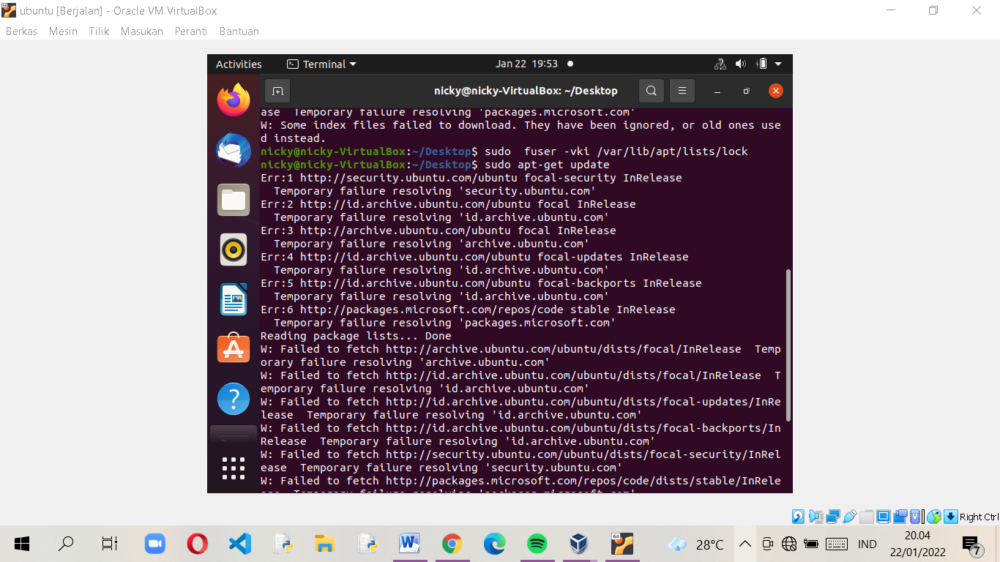 ubuntu [Berjalan] - Oracle VM VirtualBox
Berkas Mesin Tilik Masukan Peranti Bantuan
Activities Terminal Jan 22 19:53
nicky@nicky-VirtualBox: ~/Desktop
ase  Temporary failure resolving 'packages.microsoft.com'
W: Some index files failed to download. They have been ignored, or old ones use
d instead.
nicky@nicky-VirtualBox:~/Desktop$ sudo  fuser -vki /var/lib/apt/lists/lock
nicky@nicky-VirtualBox:~/Desktop$ sudo apt-get update
Err:1 http://security.ubuntu.com/ubuntu focal-security InRelease
  Temporary failure resolving 'security.ubuntu.com'
Err:2 http://id.archive.ubuntu.com/ubuntu focal InRelease
  Temporary failure resolving 'id.archive.ubuntu.com'
Err:3 http://archive.ubuntu.com/ubuntu focal InRelease
  Temporary failure resolving 'archive.ubuntu.com'
Err:4 http://id.archive.ubuntu.com/ubuntu focal-updates InRelease
  Temporary failure resolving 'id.archive.ubuntu.com'
Err:5 http://id.archive.ubuntu.com/ubuntu focal-backports InRelease
  Temporary failure resolving 'id.archive.ubuntu.com'
Err:6 http://packages.microsoft.com/repos/code stable InRelease
  Temporary failure resolving 'packages.microsoft.com'
Reading package lists... Done
W: Failed to fetch http://archive.ubuntu.com/ubuntu/dists/focal/InRelease  Temp
orary failure resolving 'archive.ubuntu.com'
W: Failed to fetch http://id.archive.ubuntu.com/ubuntu/dists/focal/InRelease  T
emporary failure resolving 'id.archive.ubuntu.com'
W: Failed to fetch http://id.archive.ubuntu.com/ubuntu/dists/focal-updates/InRe
lease  Temporary failure resolving 'id.archive.ubuntu.com'
W: Failed to fetch http://id.archive.ubuntu.com/ubuntu/dists/focal-backports/In
Release  Temporary failure resolving 'id.archive.ubuntu.com'
W: Failed to fetch http://security.ubuntu.com/ubuntu/dists/focal-security/InRel
ease  Temporary failure resolving 'security.ubuntu.com'
W: Failed to fetch http://packages.microsoft.com/repos/code/dists/stable/InRele
ase  Temporary failure resolving 'packages.microsoft.com'
Right Ctrl
28°C IND 20.04
22/01/2022
7